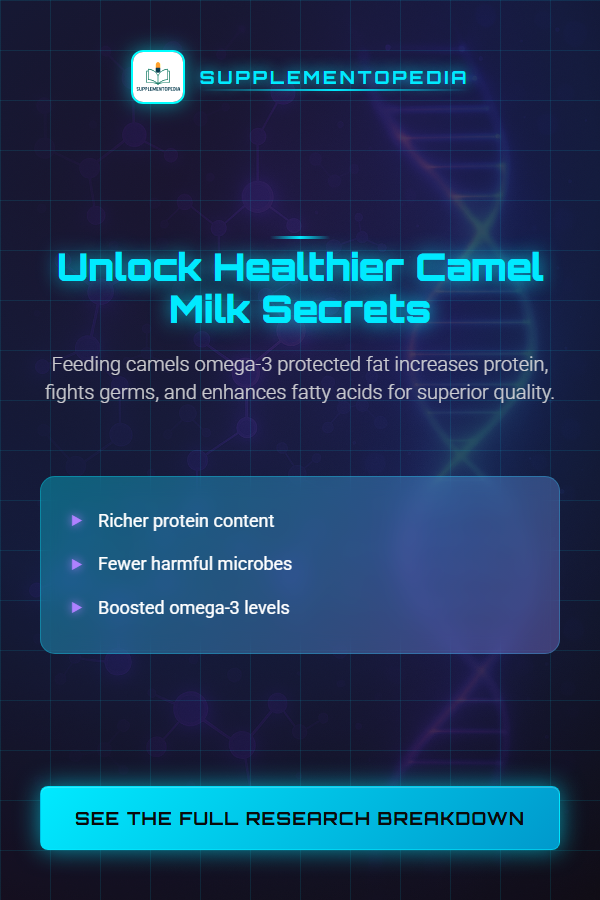 SUPPLEMENTOPEDIA
SUPPLEMENTOPEDIA
Unlock Healthier Camel
Milk Secrets
Feeding camels omega-3 protected fat increases protein,
fights germs, and enhances fatty acids for superior quality.
Richer protein content
Fewer harmful microbes
Boosted omega-3 levels
SEE THE FULL RESEARCH BREAKDOWN